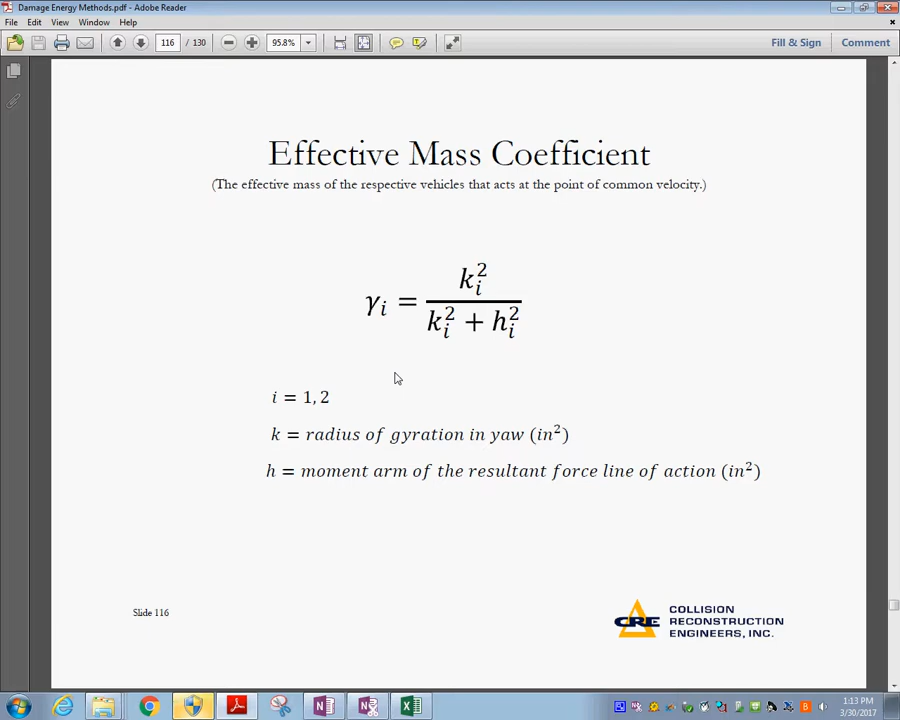 Damage Energy Methods.pdf - Adobe Reader
File Edit View Window Help
116 / 130 95.8% Fill & Sign Comment
Effective Mass Coefficient
(The effective mass of the respective vehicles that acts at the point of common velocity.)
γᵢ = kᵢ² / (kᵢ² + hᵢ²)
i = 1, 2
k = radius of gyration in yaw (in²)
h = moment arm of the resultant force line of action (in²)
Slide 116
CRE
COLLISION
RECONSTRUCTION
ENGINEERS, INC.
1:13 PM
3/30/2017